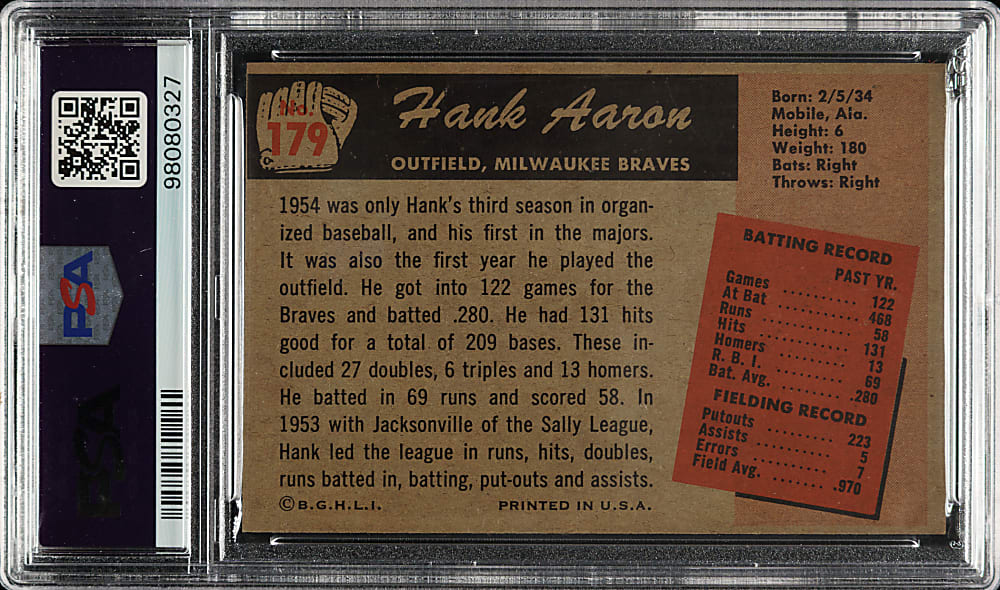 PSA
98080327
PSA
No.
179
Hank Aaron
OUTFIELD, MILWAUKEE BRAVES
Born: 2/5/34
Mobile, Ala.
Height: 6
Weight: 180
Bats: Right
Throws: Right
1954 was only Hank's third season in organ-
ized baseball, and his first in the majors.
It was also the first year he played the
outfield. He got into 122 games for the
Braves and batted .280. He had 131 hits
good for a total of 209 bases. These in-
cluded 27 doubles, 6 triples and 13 homers.
He batted in 69 runs and scored 58. In
1953 with Jacksonville of the Sally League,
Hank led the league in runs, hits, doubles,
runs batted in, batting, put-outs and assists.
©B.G.H.L.I. PRINTED IN U.S.A.
BATTING RECORD
PAST YR.
Games .......... 122
At Bat .......... 468
Runs .......... 58
Hits .......... 131
Homers .......... 13
R. B. I. .......... 69
Bat. Avg. ........ .280
FIELDING RECORD
Putouts .......... 223
Assists .......... 5
Errors .......... 7
Field Avg. ........ .970